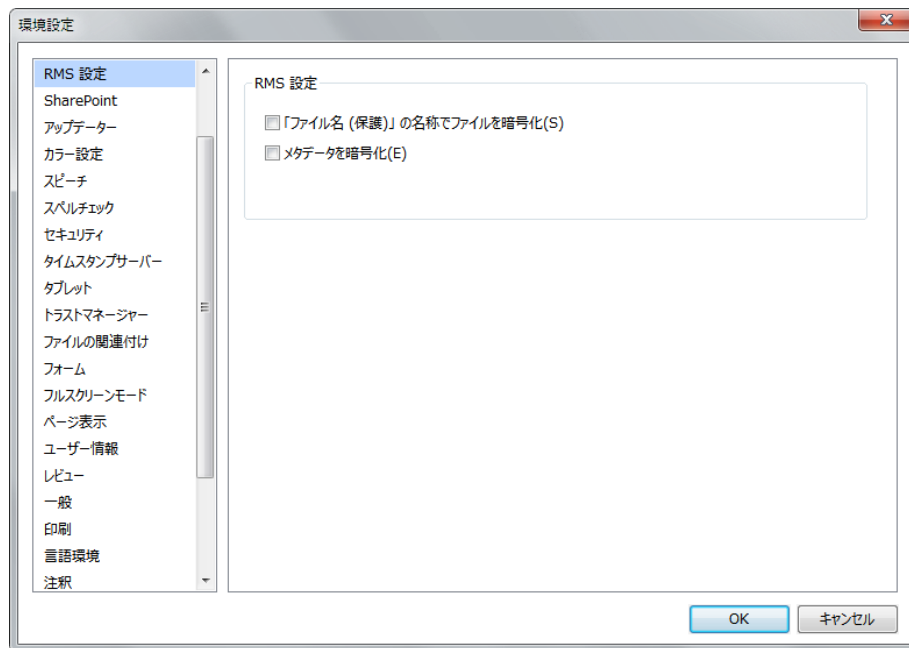 環境設定
RMS 設定
SharePoint
アップデーター
カラー設定
スピーチ
スペルチェック
セキュリティ
タイムスタンプサーバー
タブレット
トラストマネージャー
ファイルの関連付け
フォーム
フルスクリーンモード
ページ表示
ユーザー情報
レビュー
一般
印刷
言語環境
注釈
RMS 設定
「ファイル名 (保護)」の名称でファイルを暗号化(S)
メタデータを暗号化(E)
OK
キャンセル